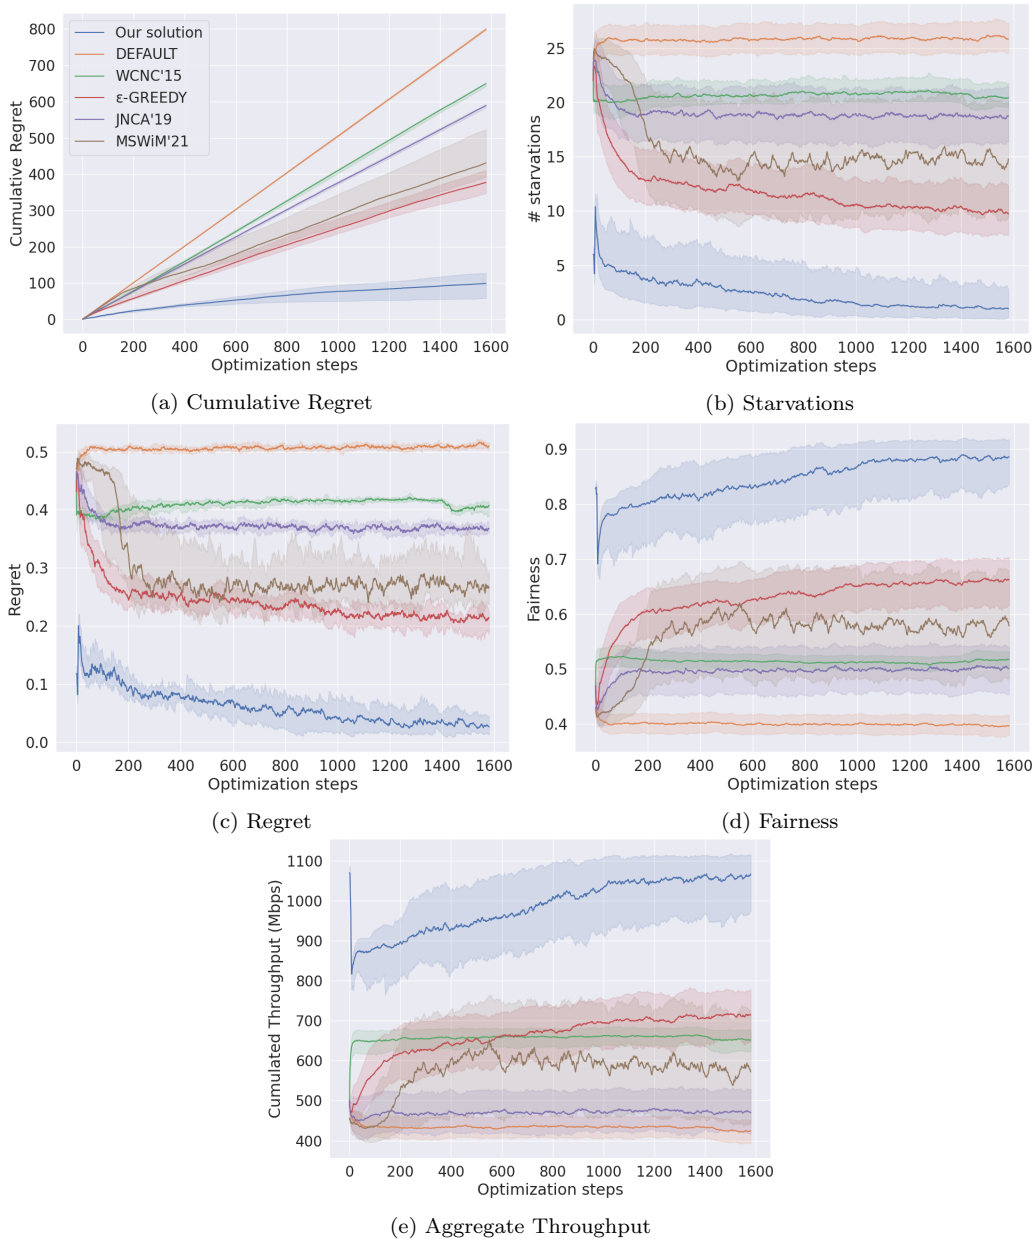 800
700
600
500
400
300
200
100
0
Cumulative Regret
Our solution
DEFAULT
WCNC'15
ε-GREEDY
JNCA'19
MSWiM'21
0 200 400 600 800 1000 1200 1400 1600
Optimization steps
(a) Cumulative Regret
25
20
15
10
5
0
# starvations
0 200 400 600 800 1000 1200 1400 1600
Optimization steps
(b) Starvations
0.5
0.4
0.3
0.2
0.1
0.0
Regret
0 200 400 600 800 1000 1200 1400 1600
Optimization steps
(c) Regret
0.9
0.8
0.7
0.6
0.5
0.4
Fairness
0 200 400 600 800 1000 1200 1400 1600
Optimization steps
(d) Fairness
1100
1000
900
800
700
600
500
400
Cumulated Throughput (Mbps)
0 200 400 600 800 1000 1200 1400 1600
Optimization steps
(e) Aggregate Throughput